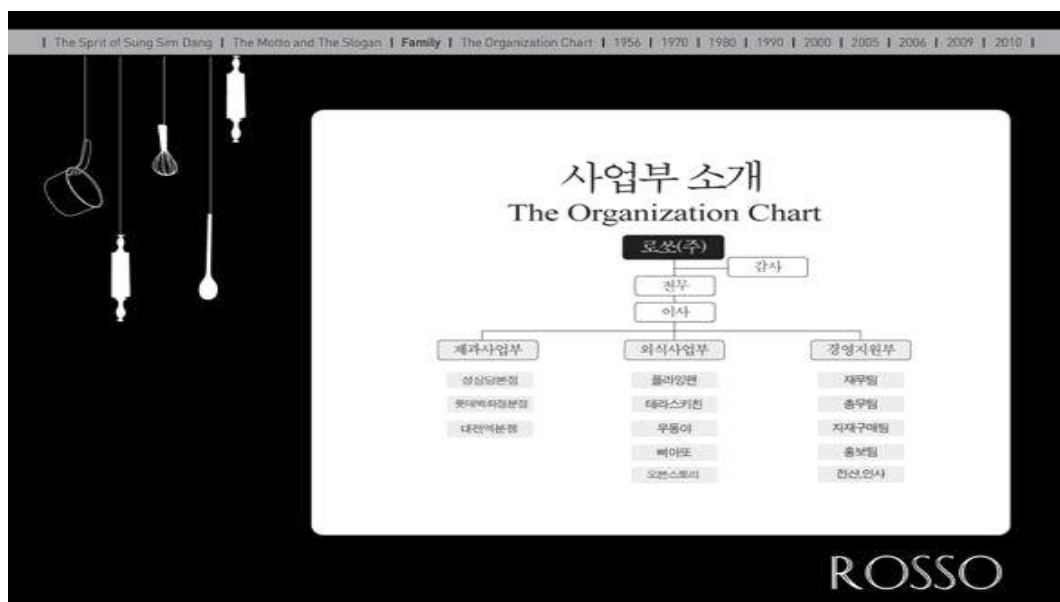 | The Sprit of Sung Sim Dang | The Motto and The Slogan | Family | The Organization Chart | 1956 | 1970 | 1980 | 1990 | 2000 | 2005 | 2006 | 2009 | 2010 |
사업부 소개
The Organization Chart
로쏘(주)
감사
전무
이사
제과사업부 외식사업부 경영지원부
성심당본점 플라잉팬 재무팀
롯데백화점분점 테라스키친 총무팀
대전역분점 우동야 자재구매팀
삐아또 홍보팀
오븐스토리 전산,인사
ROSSO